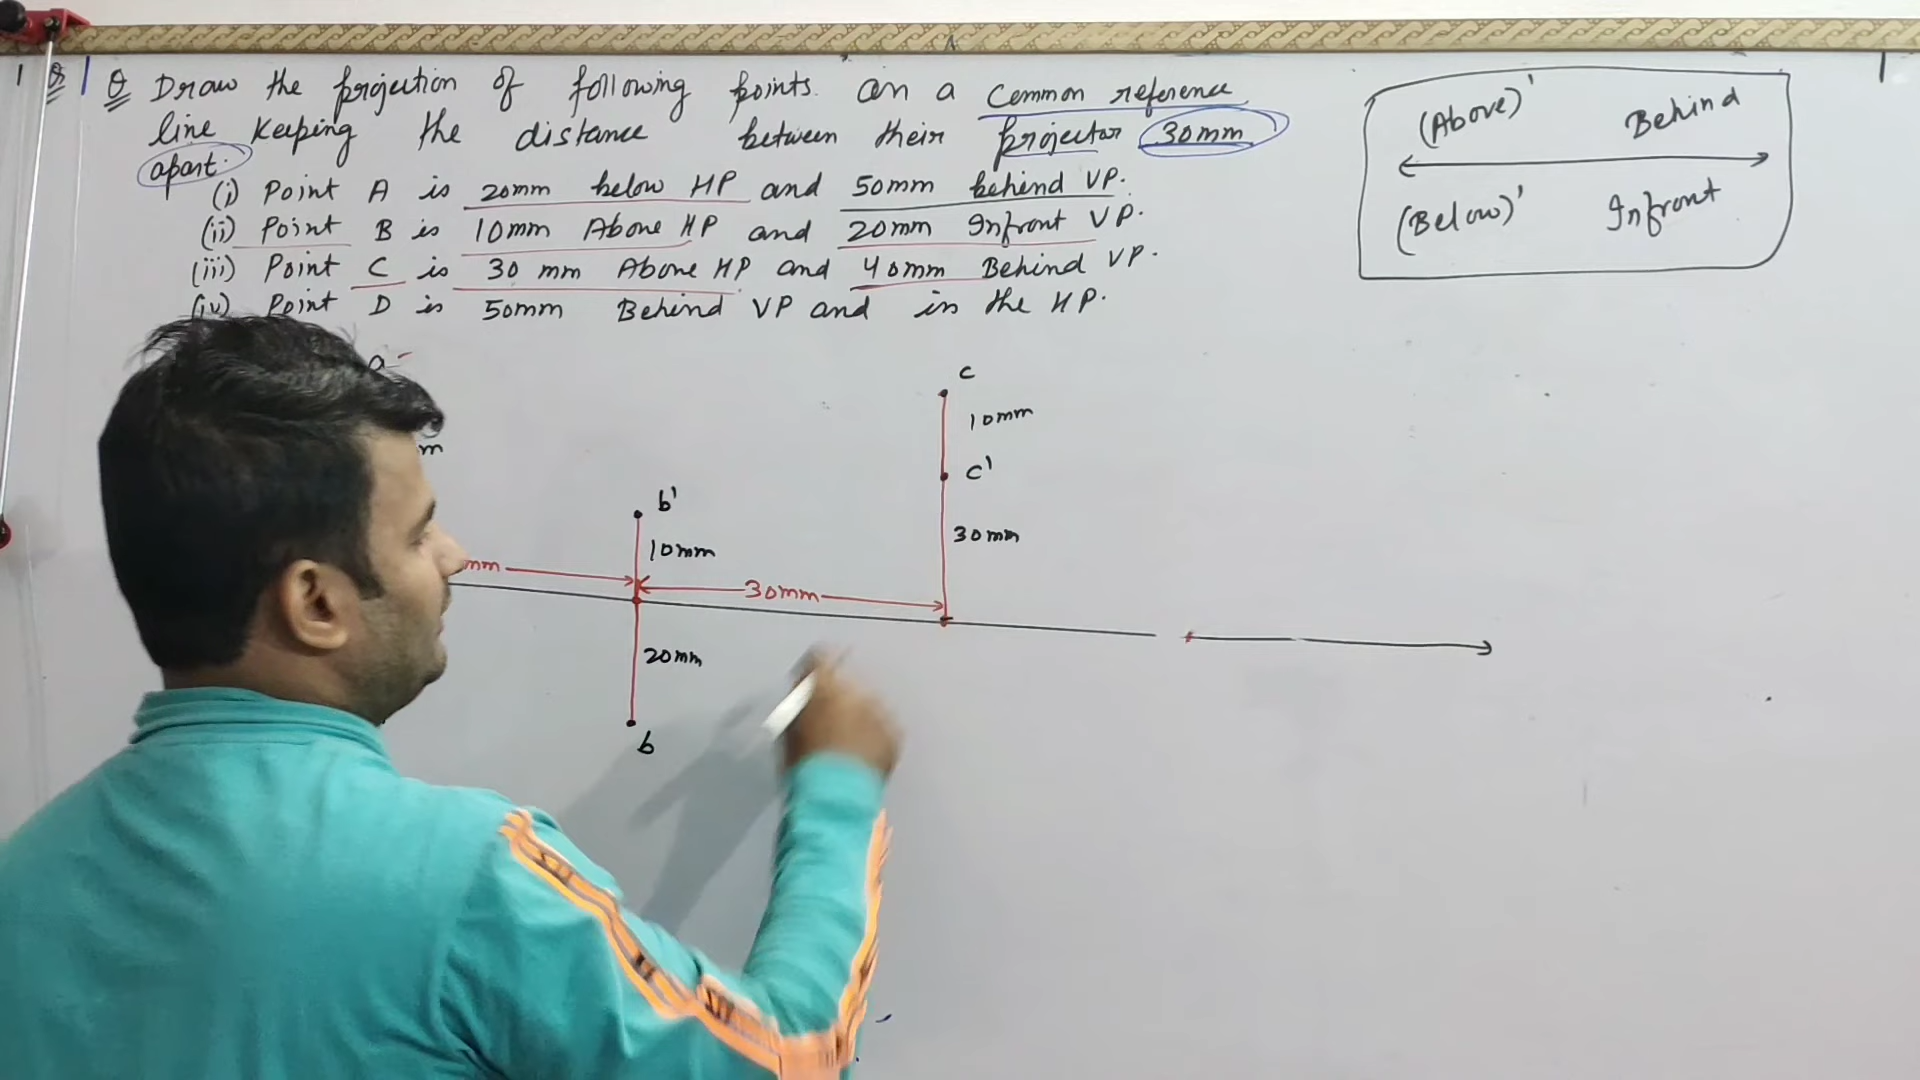 1 Q Q Draw the projection of following points on a Common reference
line keeping the distance between their projector 30mm
apart.
(i) Point A is 20mm below HP and 50mm behind VP.
(ii) Point B is 10mm Above HP and 20mm Infront VP.
(iii) Point C is 30 mm Above HP and 40mm Behind VP.
(iv) Point D is 50mm Behind VP and in the HP.
(Above)' Behind
(Below)' Infront
a
m
c
10mm
c'
30mm
b'
10mm
mm
30mm
20mm
b